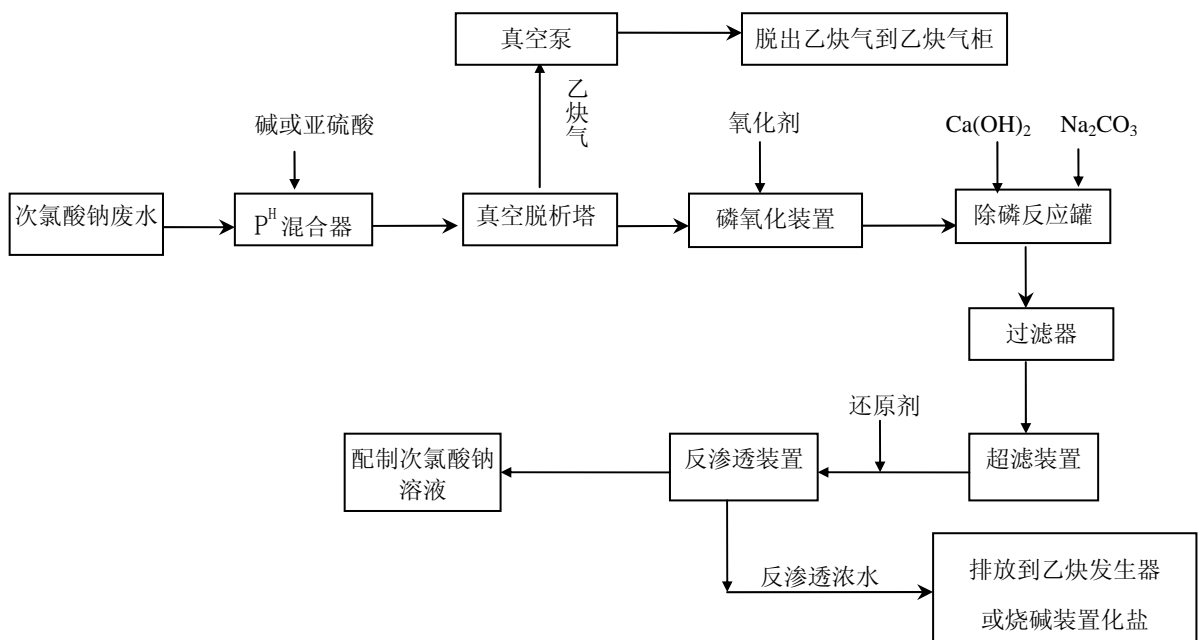 真空泵
脱出乙炔气到乙炔气柜
乙炔气
碱或亚硫酸
氧化剂
Ca(OH)₂
Na₂CO₃
次氯酸钠废水
Pᴴ混合器
真空脱析塔
磷氧化装置
除磷反应罐
过滤器
还原剂
配制次氯酸钠
溶液
反渗透装置
超滤装置
反渗透浓水
排放到乙炔发生器
或烧碱装置化盐